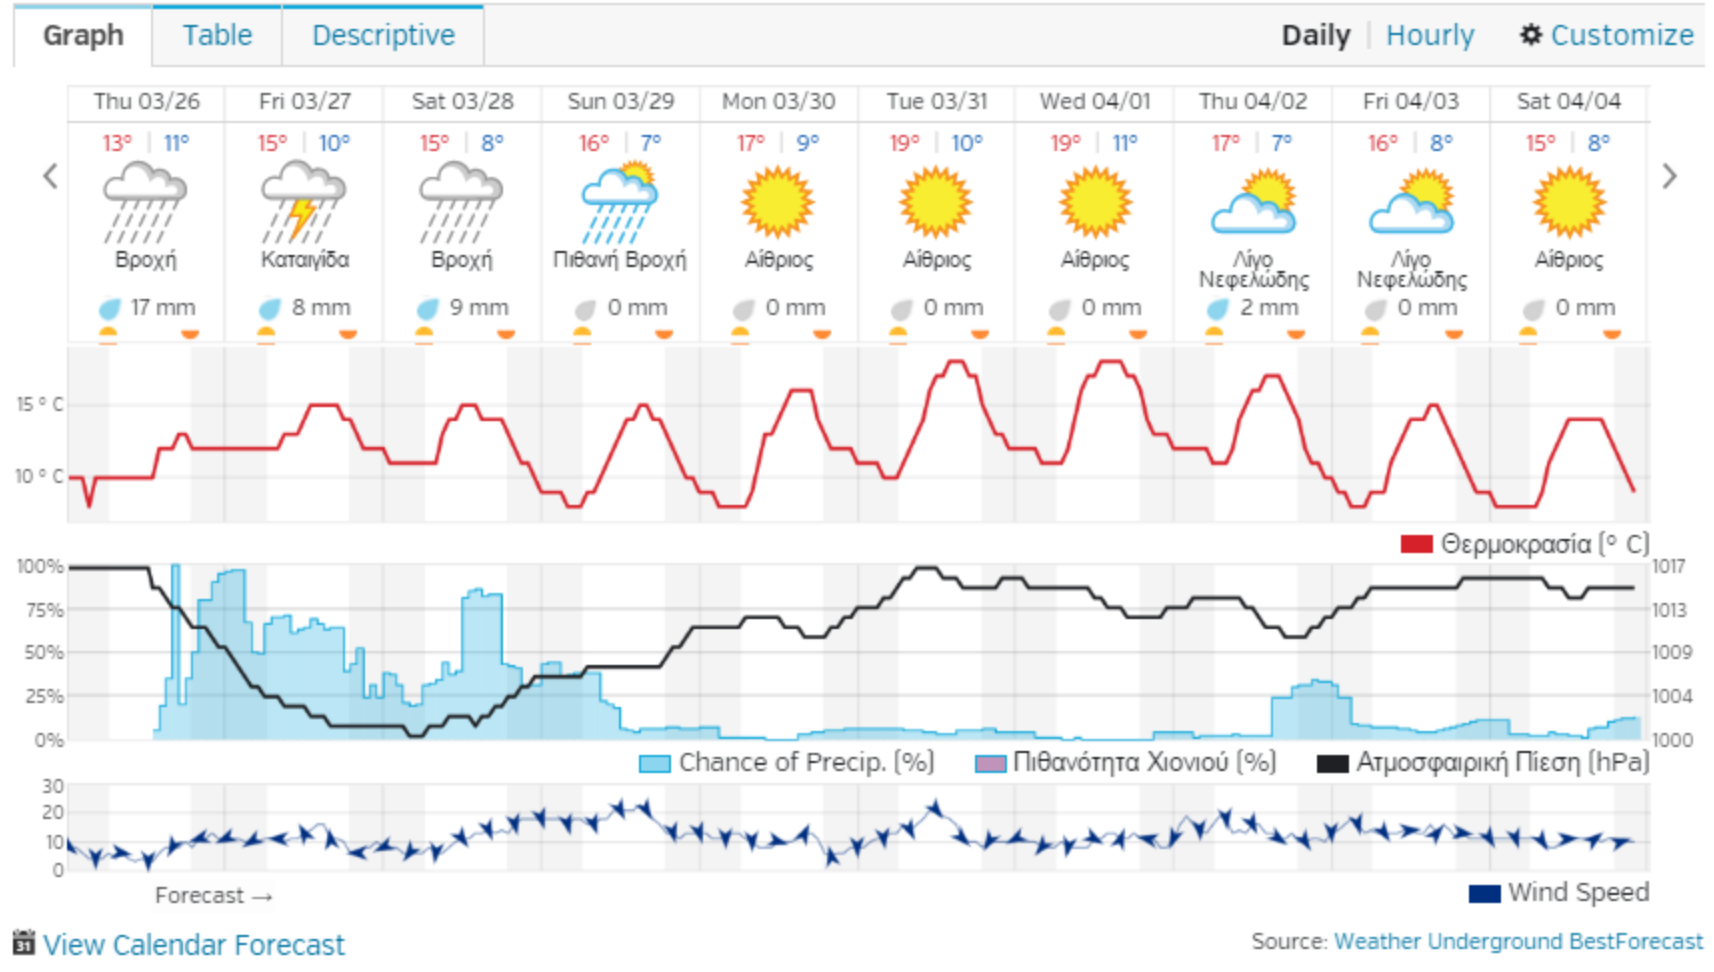 Graph Table Descriptive Daily Hourly Customize
Thu 03/26 Fri 03/27 Sat 03/28 Sun 03/29 Mon 03/30 Tue 03/31 Wed 04/01 Thu 04/02 Fri 04/03 Sat 04/04
13° 11° 15° 10° 15° 8° 16° 7° 17° 9° 19° 10° 19° 11° 17° 7° 16° 8° 15° 8°
Βροχή Καταιγίδα Βροχή Πιθανή Βροχή Αίθριος Αίθριος Αίθριος Λίγο Λίγο Αίθριος
Νεφελώδης Νεφελώδης
17 mm 8 mm 9 mm 0 mm 0 mm 0 mm 0 mm 2 mm 0 mm 0 mm
15 ° C
10 ° C
Θερμοκρασία (° C)
100% 1017
75% 1013
50% 1009
25% 1004
0% 1000
Chance of Precip. (%) Πιθανότητα Χιονιού (%) Ατμοσφαιρική Πίεση (hPa)
30
20
10
0
Forecast → Wind Speed
31 View Calendar Forecast Source: Weather Underground BestForecast